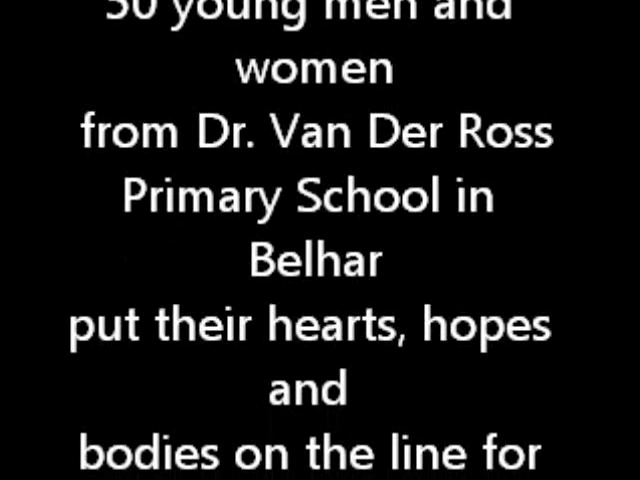 young men and
women
from Dr. Van Der Ross
Primary School in
Belhar
put their hearts, hopes
and
bodies on the line for